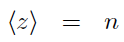 ⟨z⟩ = n